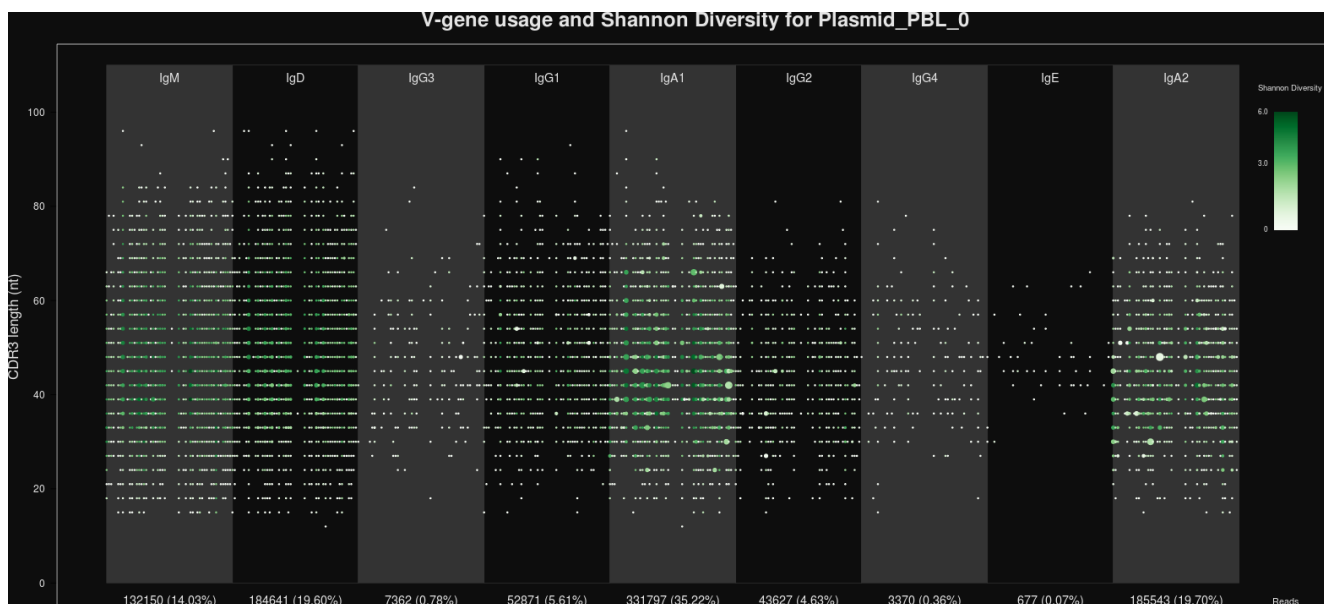 V-gene usage and Shannon Diversity for Plasmid_PBL_0
IgM IgD IgG3 IgG1 IgA1 IgG2 IgG4 IgE IgA2
Shannon Diversity
6.0
3.0
0
100
80
60
40
20
0
CDR3 length (nt)
132150 (14.03%) 184641 (19.60%) 7362 (0.78%) 52871 (5.61%) 331797 (35.22%) 43627 (4.63%) 3370 (0.36%) 677 (0.07%) 185543 (19.70%) Reads